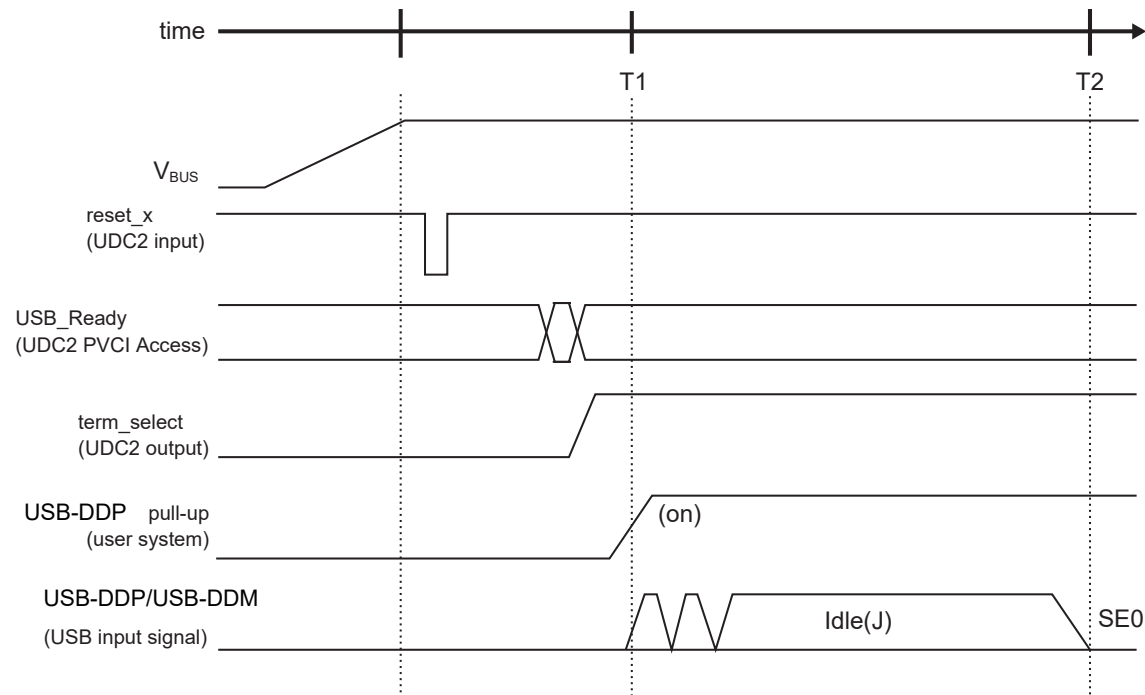 time
T1
T2
VBUS
reset_x
(UDC2 input)
USB_Ready
(UDC2 PVCI Access)
term_select
(UDC2 output)
USB-DDP pull-up
(user system)
(on)
USB-DDP/USB-DDM
(USB input signal)
Idle(J)
SE0